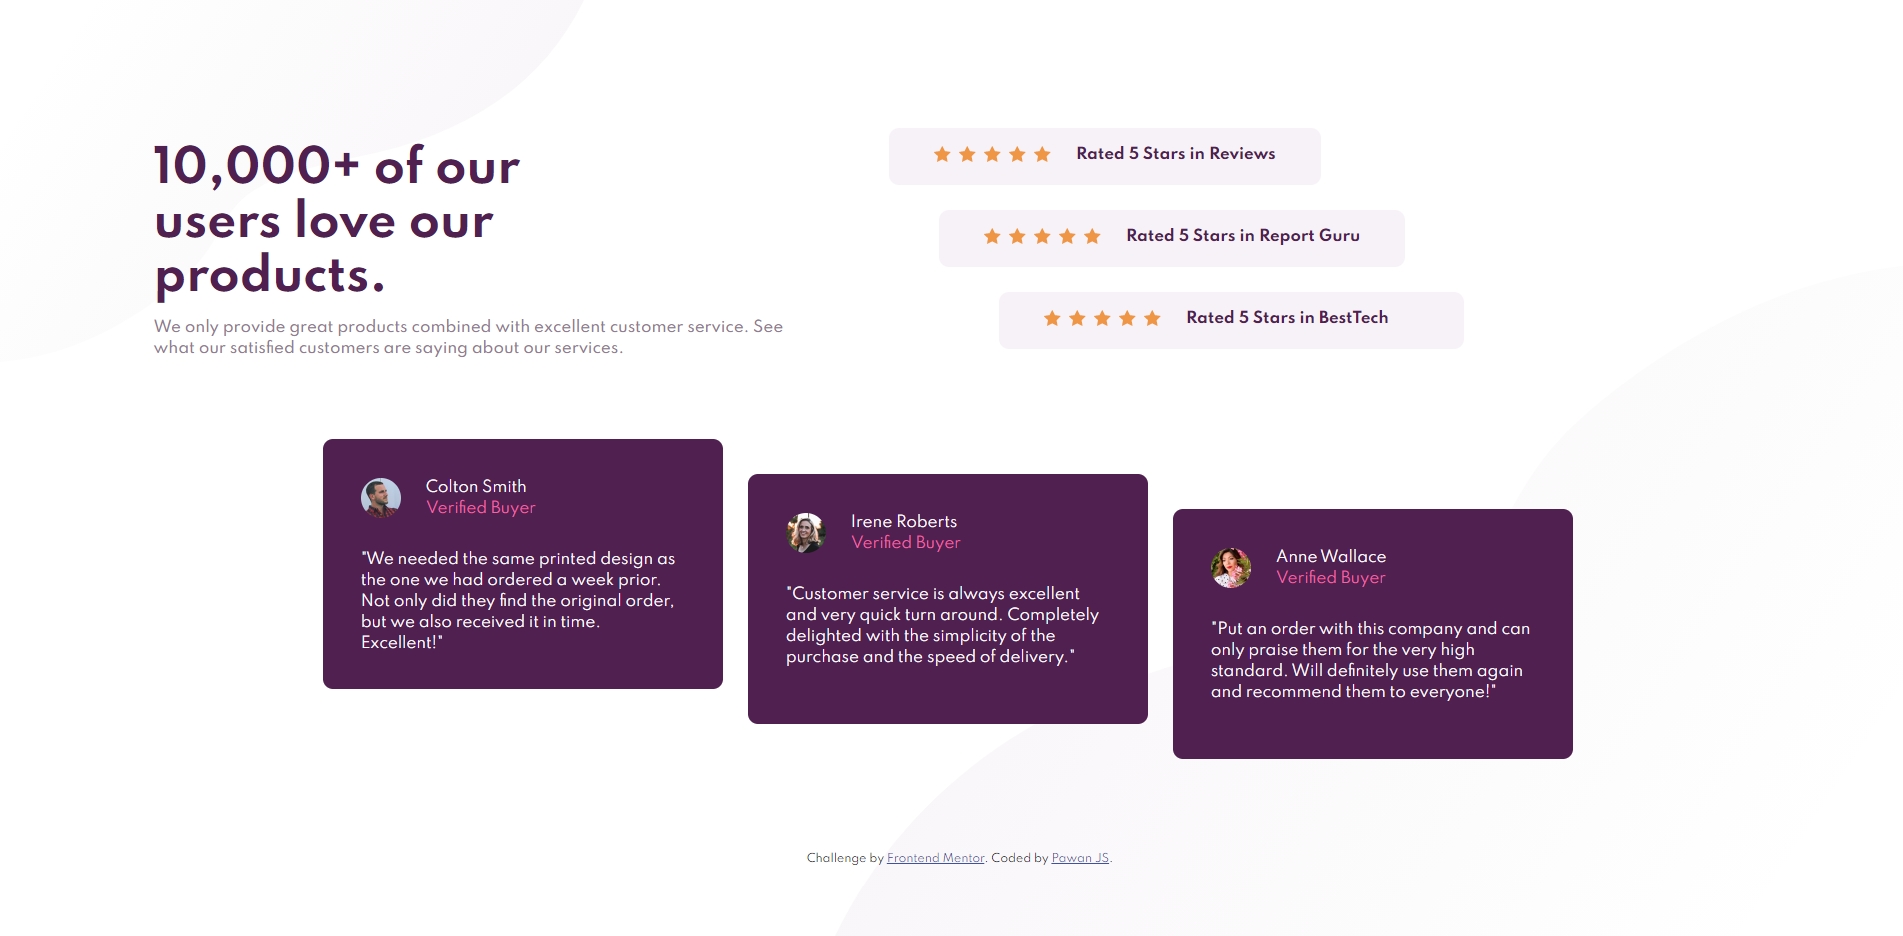 10,000+ of our
users love our
products.
We only provide great products combined with excellent customer service. See
what our satisfied customers are saying about our services.
Rated 5 Stars in Reviews
Rated 5 Stars in Report Guru
Rated 5 Stars in BestTech
Colton Smith
Verified Buyer
"We needed the same printed design as
the one we had ordered a week prior.
Not only did they find the original order,
but we also received it in time.
Excellent!"
Irene Roberts
Verified Buyer
"Customer service is always excellent
and very quick turn around. Completely
delighted with the simplicity of the
purchase and the speed of delivery."
Anne Wallace
Verified Buyer
"Put an order with this company and can
only praise them for the very high
standard. Will definitely use them again
and recommend them to everyone!"
Challenge by Frontend Mentor. Coded by Pawan JS.